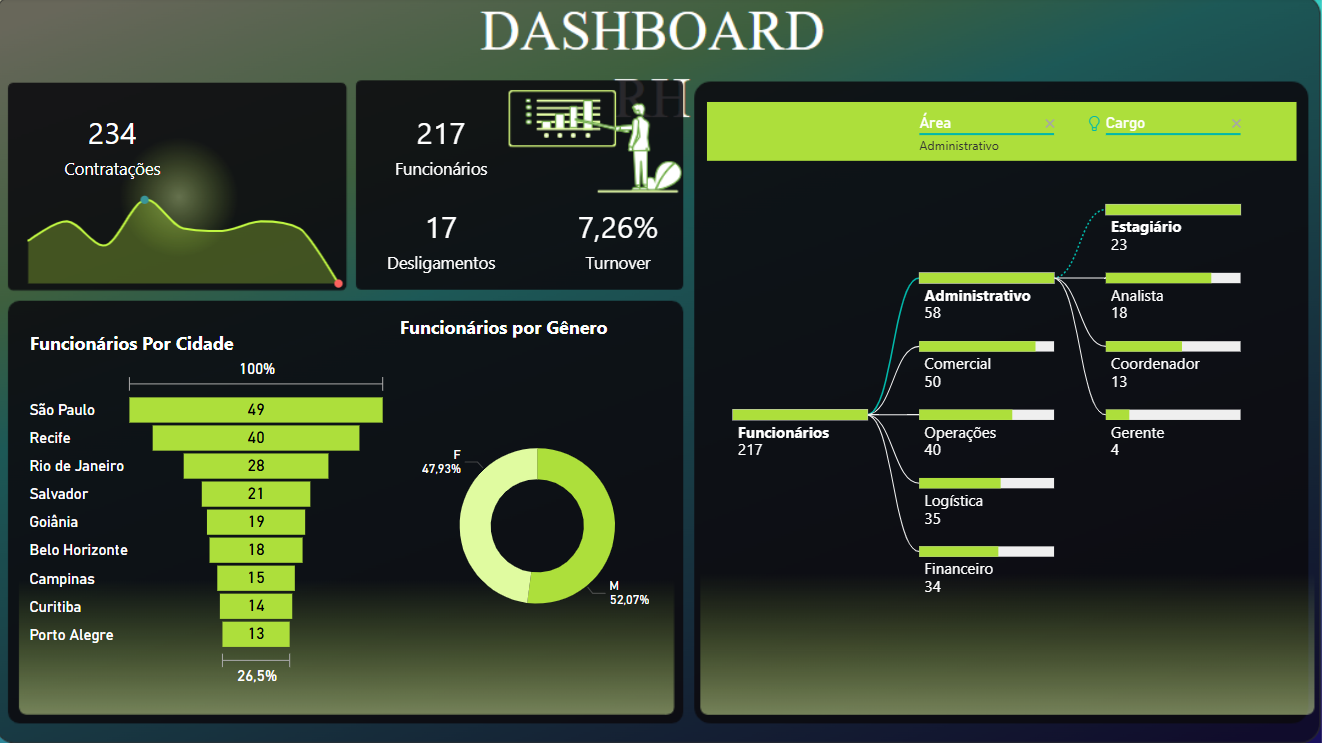 DASHBOARD
RH
234
Contratações
217
Funcionários
17
Desligamentos
7,26%
Turnover
Funcionários Por Cidade
100%
São Paulo 49
Recife 40
Rio de Janeiro 28
Salvador 21
Goiânia 19
Belo Horizonte 18
Campinas 15
Curitiba 14
Porto Alegre 13
26,5%
Funcionários por Gênero
F
47,93%
M
52,07%
Área
Administrativo
Cargo
Funcionários
217
Administrativo
58
Comercial
50
Operações
40
Logística
35
Financeiro
34
Estagiário
23
Analista
18
Coordenador
13
Gerente
4